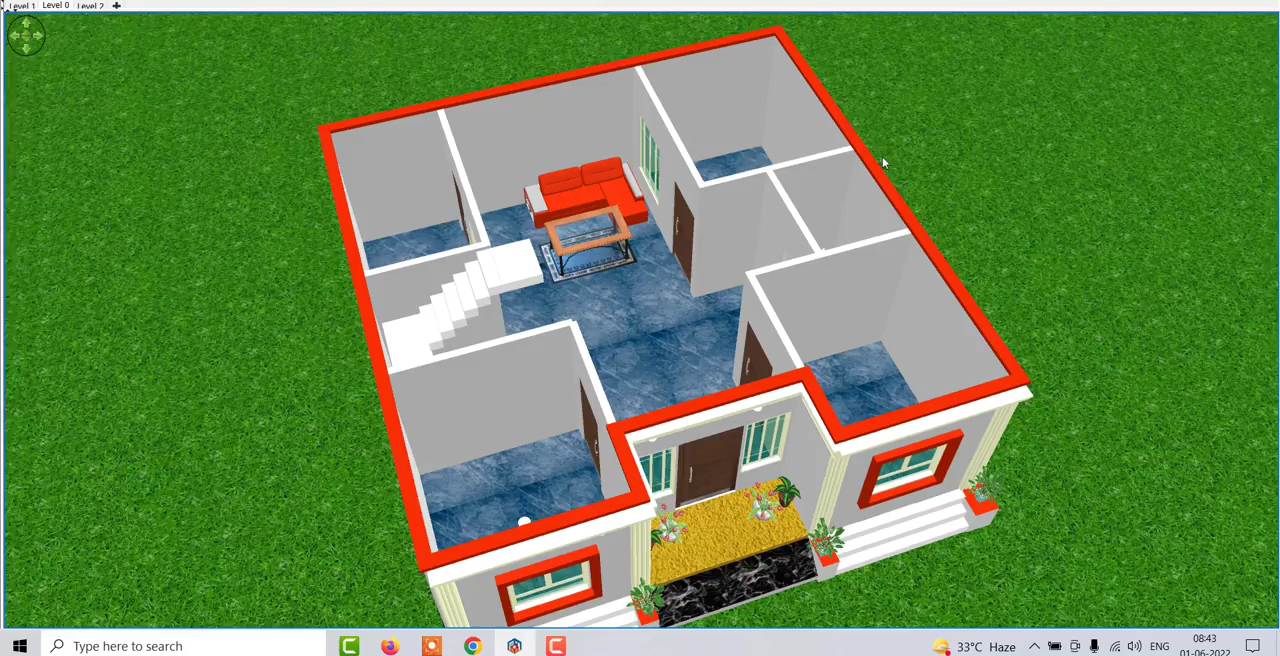 Level 1 Level 0 Level 2
Type here to search
33°C Haze
ENG
08:43
01-06-2022